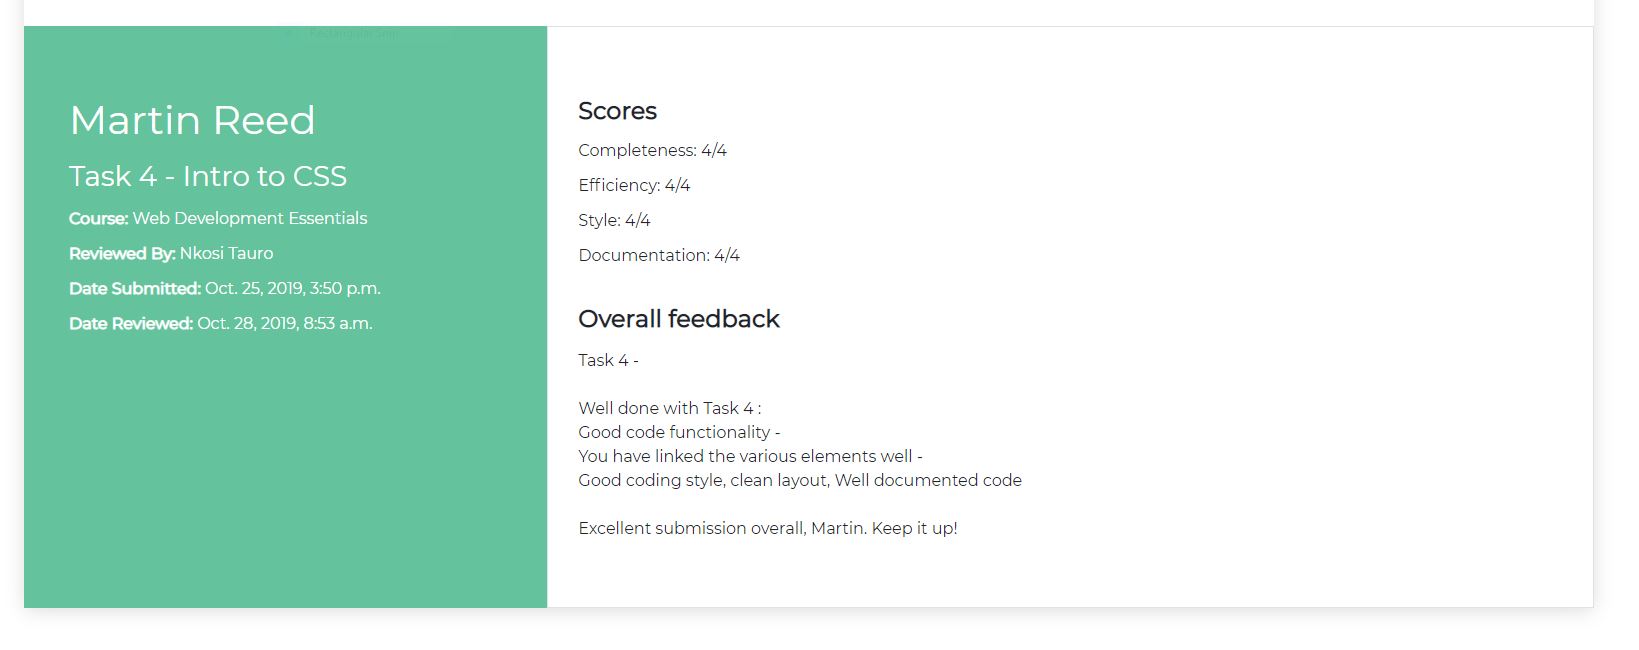 Rectangular Snip
Martin Reed
Task 4 - Intro to CSS
Course: Web Development Essentials
Reviewed By: Nkosi Tauro
Date Submitted: Oct. 25, 2019, 3:50 p.m.
Date Reviewed: Oct. 28, 2019, 8:53 a.m.
Scores
Completeness: 4/4
Efficiency: 4/4
Style: 4/4
Documentation: 4/4
Overall feedback
Task 4 -
Well done with Task 4 :
Good code functionality -
You have linked the various elements well -
Good coding style, clean layout, Well documented code
Excellent submission overall, Martin. Keep it up!